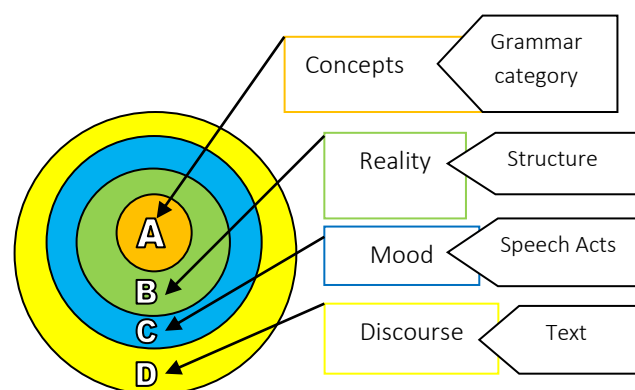 Concepts
Grammar
category
Reality
Structure
Mood
Speech Acts
Discourse
Text
A
B
C
D